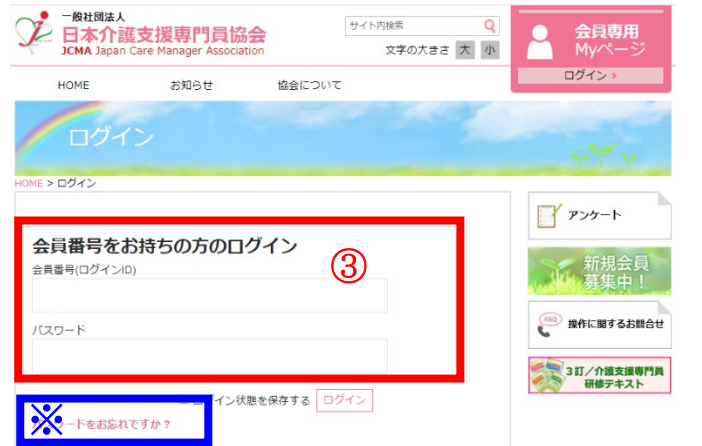 一般社団法人
日本介護支援専門員協会
JCMA Japan Care Manager Association
サイト内検索
文字の大きさ 大 小
会員専用
Myページ
ログイン
HOME お知らせ 協会について
ログイン
HOME > ログイン
会員番号をお持ちの方のログイン
③
会員番号(ログインID)
パスワード
イン状態を保存する ログイン
※
ードをお忘れですか？
アンケート
新規会員
募集中！
FAQ 操作に関するお問合せ
3訂／介護支援専門員
研修テキスト